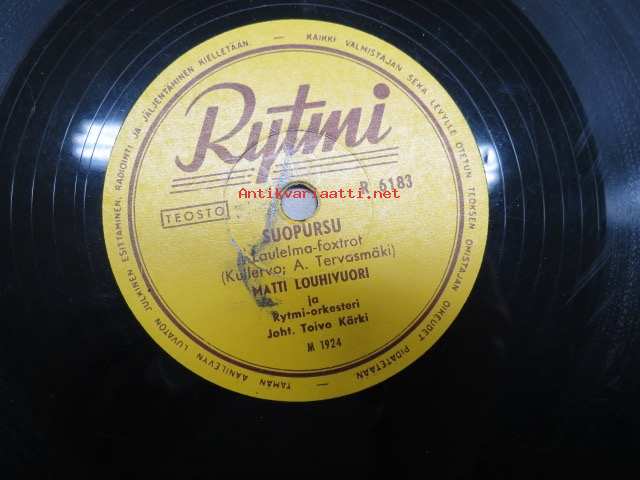 KAIKKI VALMISTAJAN SEKÄ LEVYLLE OTETUN TEOKSEN OMISTAJAN OIKEUDET PIDÄTETÄÄN —
TÄMÄN ÄÄNILEVYN LUVATON JULKINEN ESITTÄMINEN, RADIOINTI JA JÄLJENTÄMINEN KIELLETÄÄN —
Rytmi
Antikvariaatti.net
TEOSTO
R 6183
SUOPURSU
Laulelma-foxtrot
(Kullervo; A. Tervasmäki)
MATTI LOUHIVUORI
ja
Rytmi-orkesteri
Joht. Toivo Kärki
M 1924